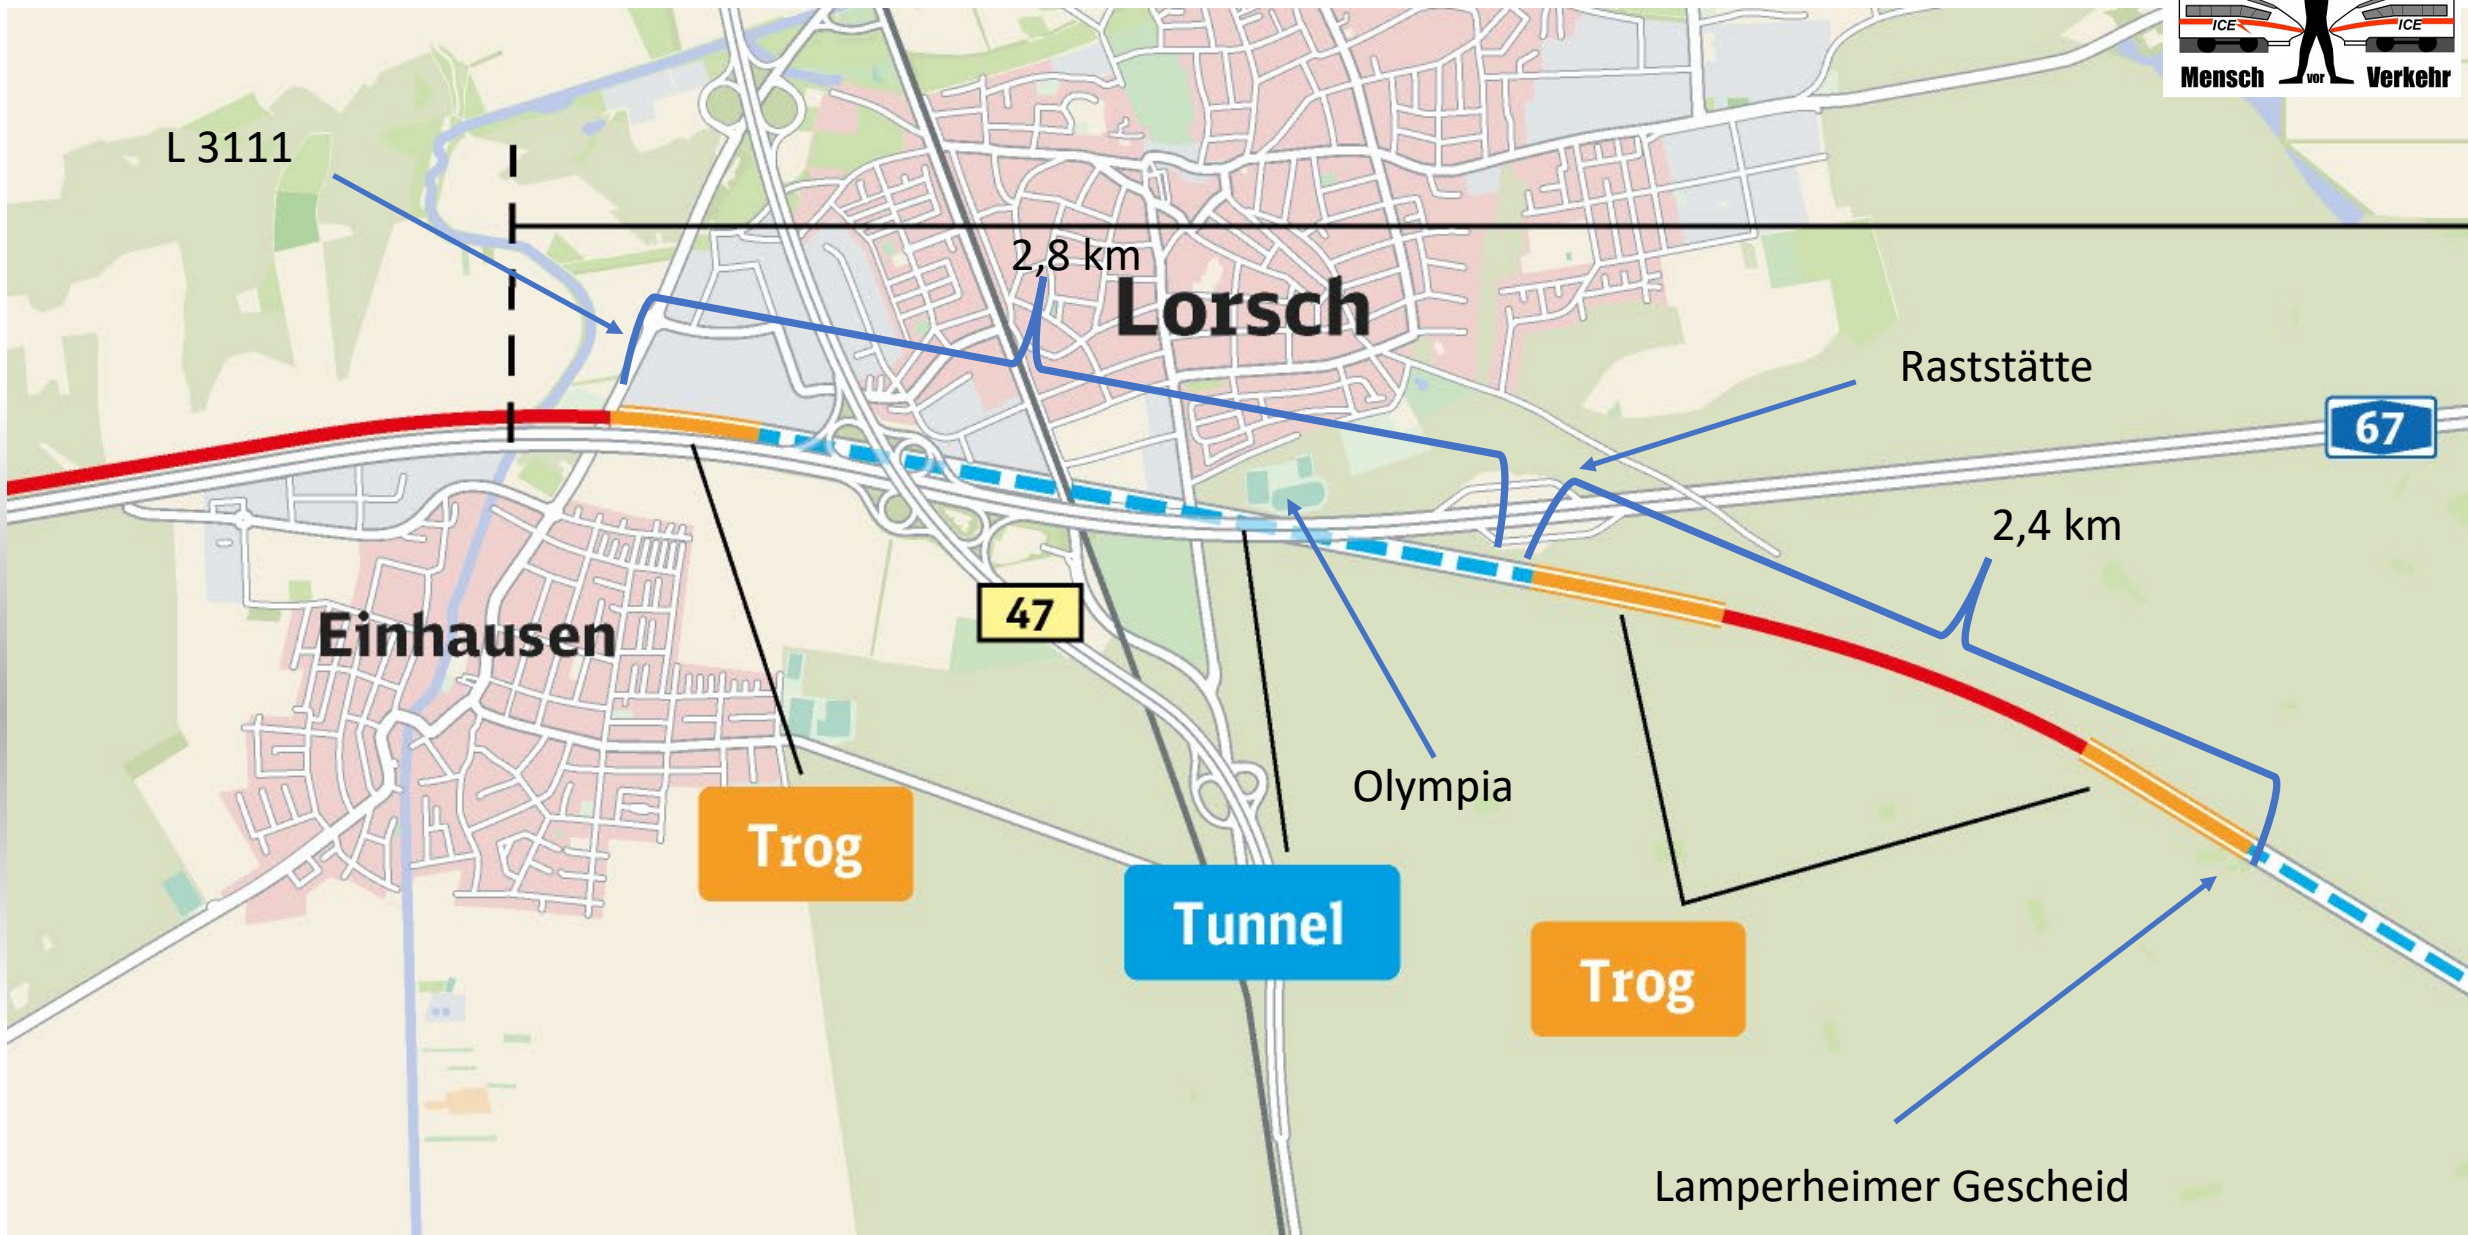 ICE
ICE
Mensch vor Verkehr
L 3111
2,8 km
Lorsch
Raststätte
67
2,4 km
47
Einhausen
Olympia
Trog
Tunnel
Trog
Lamperheimer Gescheid